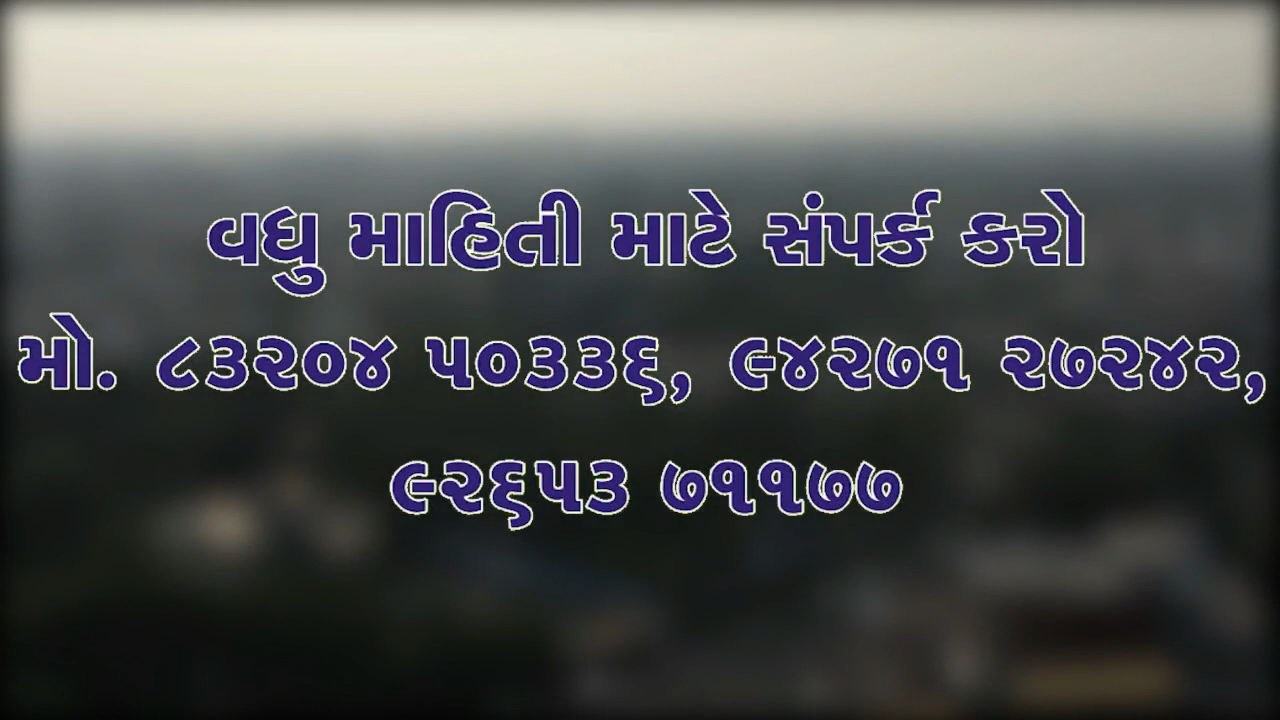 વધુ માહિતી માટે સંપર્ક કરો
મો. ૮૩૨૦૪ ૫૦૩૩૬, ૯૪૨૭૧ ૨૭૨૪૨,
૯૨૬૫૩ ૭૧૧૭૭